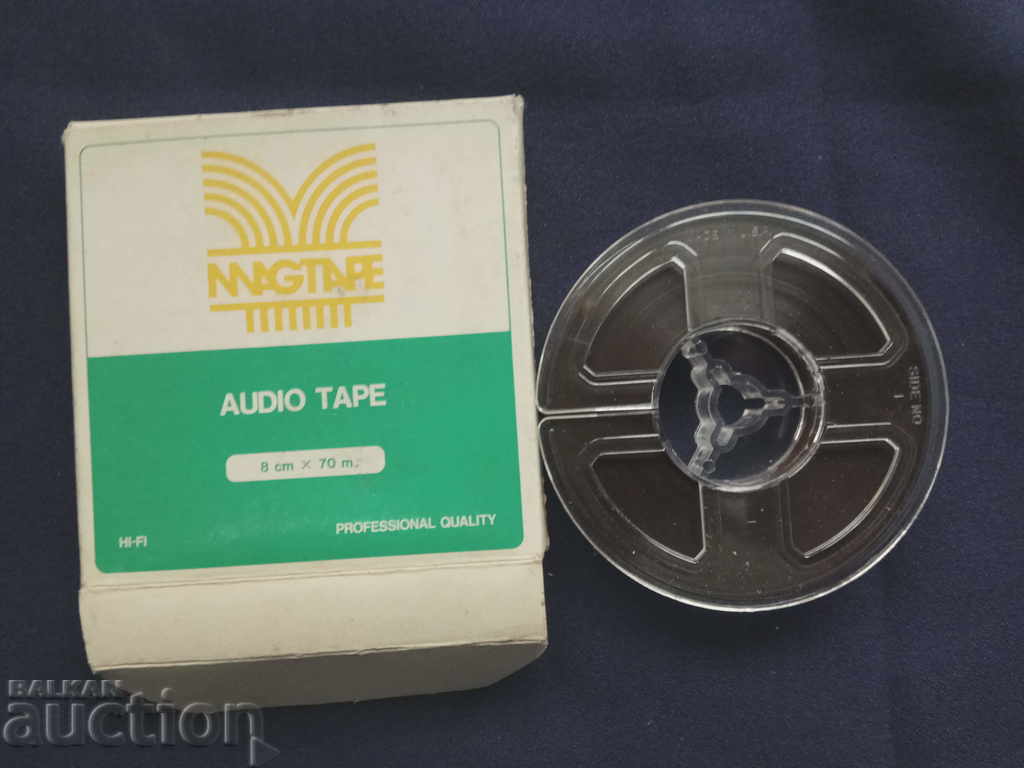 MAGTAPE
AUDIO TAPE
8 cm × 70 m.
HI-FI
PROFESSIONAL QUALITY
SIDE NO
1
BALKAN
auction